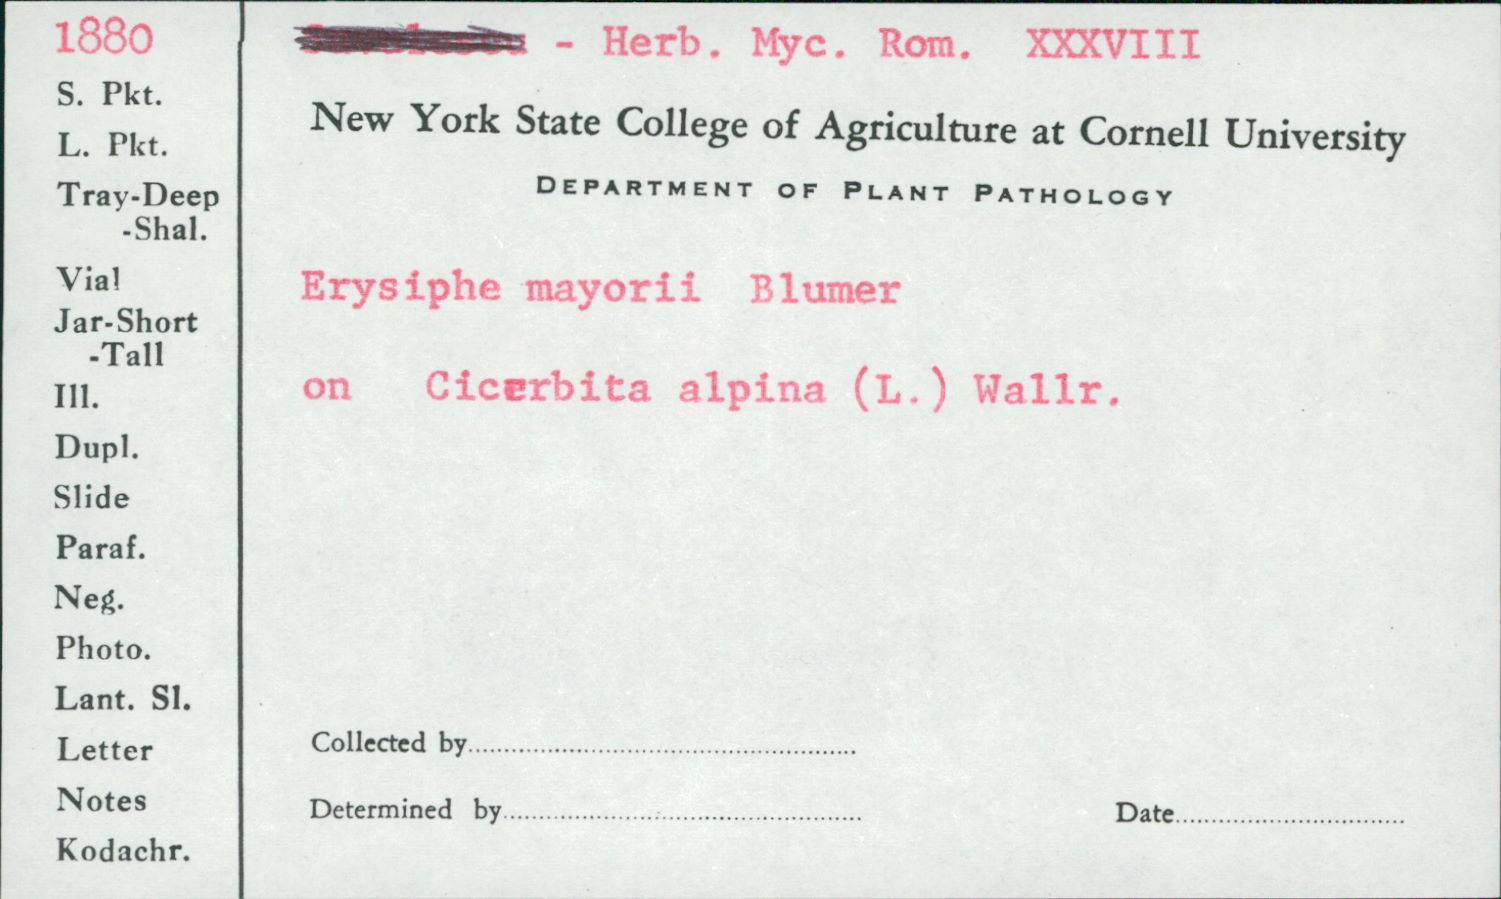 1880
S. Pkt.
L. Pkt.
Tray-Deep
-Shal.
Vial
Jar-Short
-Tall
Ill.
Dupl.
Slide
Paraf.
Neg.
Photo.
Lant. Sl.
Letter
Notes
Kodachr.
- Herb. Myc. Rom. XXXVIII
New York State College of Agriculture at Cornell University
DEPARTMENT OF PLANT PATHOLOGY
Erysiphe mayorii Blumer
on Cicerbita alpina (L.) Wallr.
Collected by
Determined by
Date